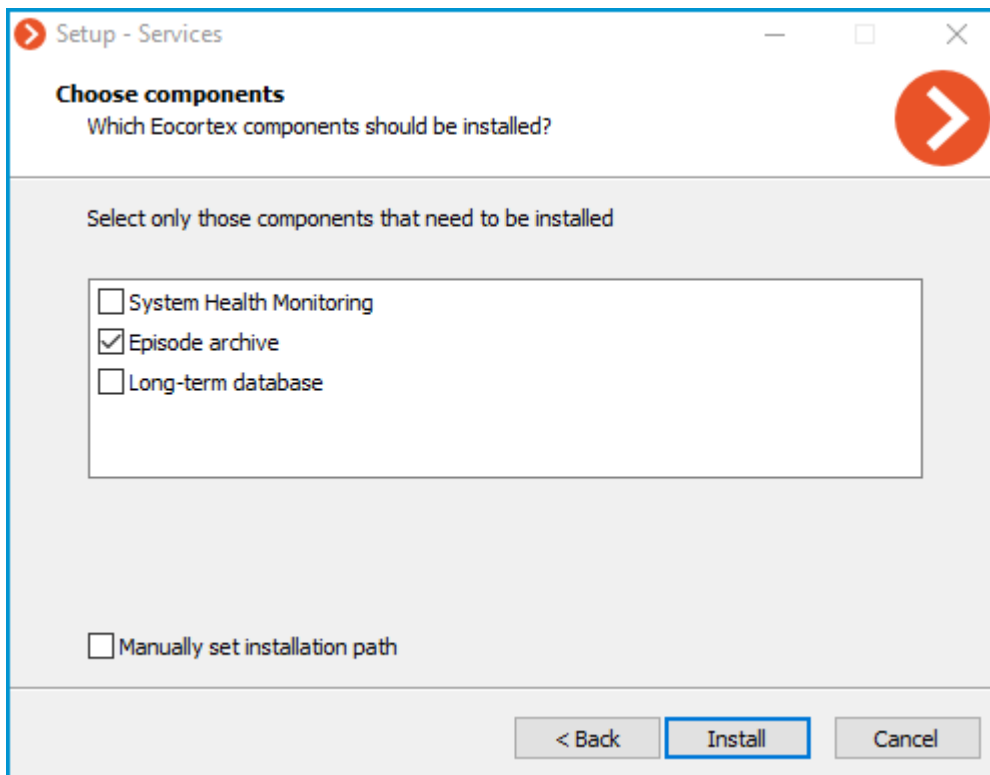 Setup - Services
Choose components
Which Eocortex components should be installed?
Select only those components that need to be installed
System Health Monitoring
Episode archive
Long-term database
Manually set installation path
< Back Install Cancel